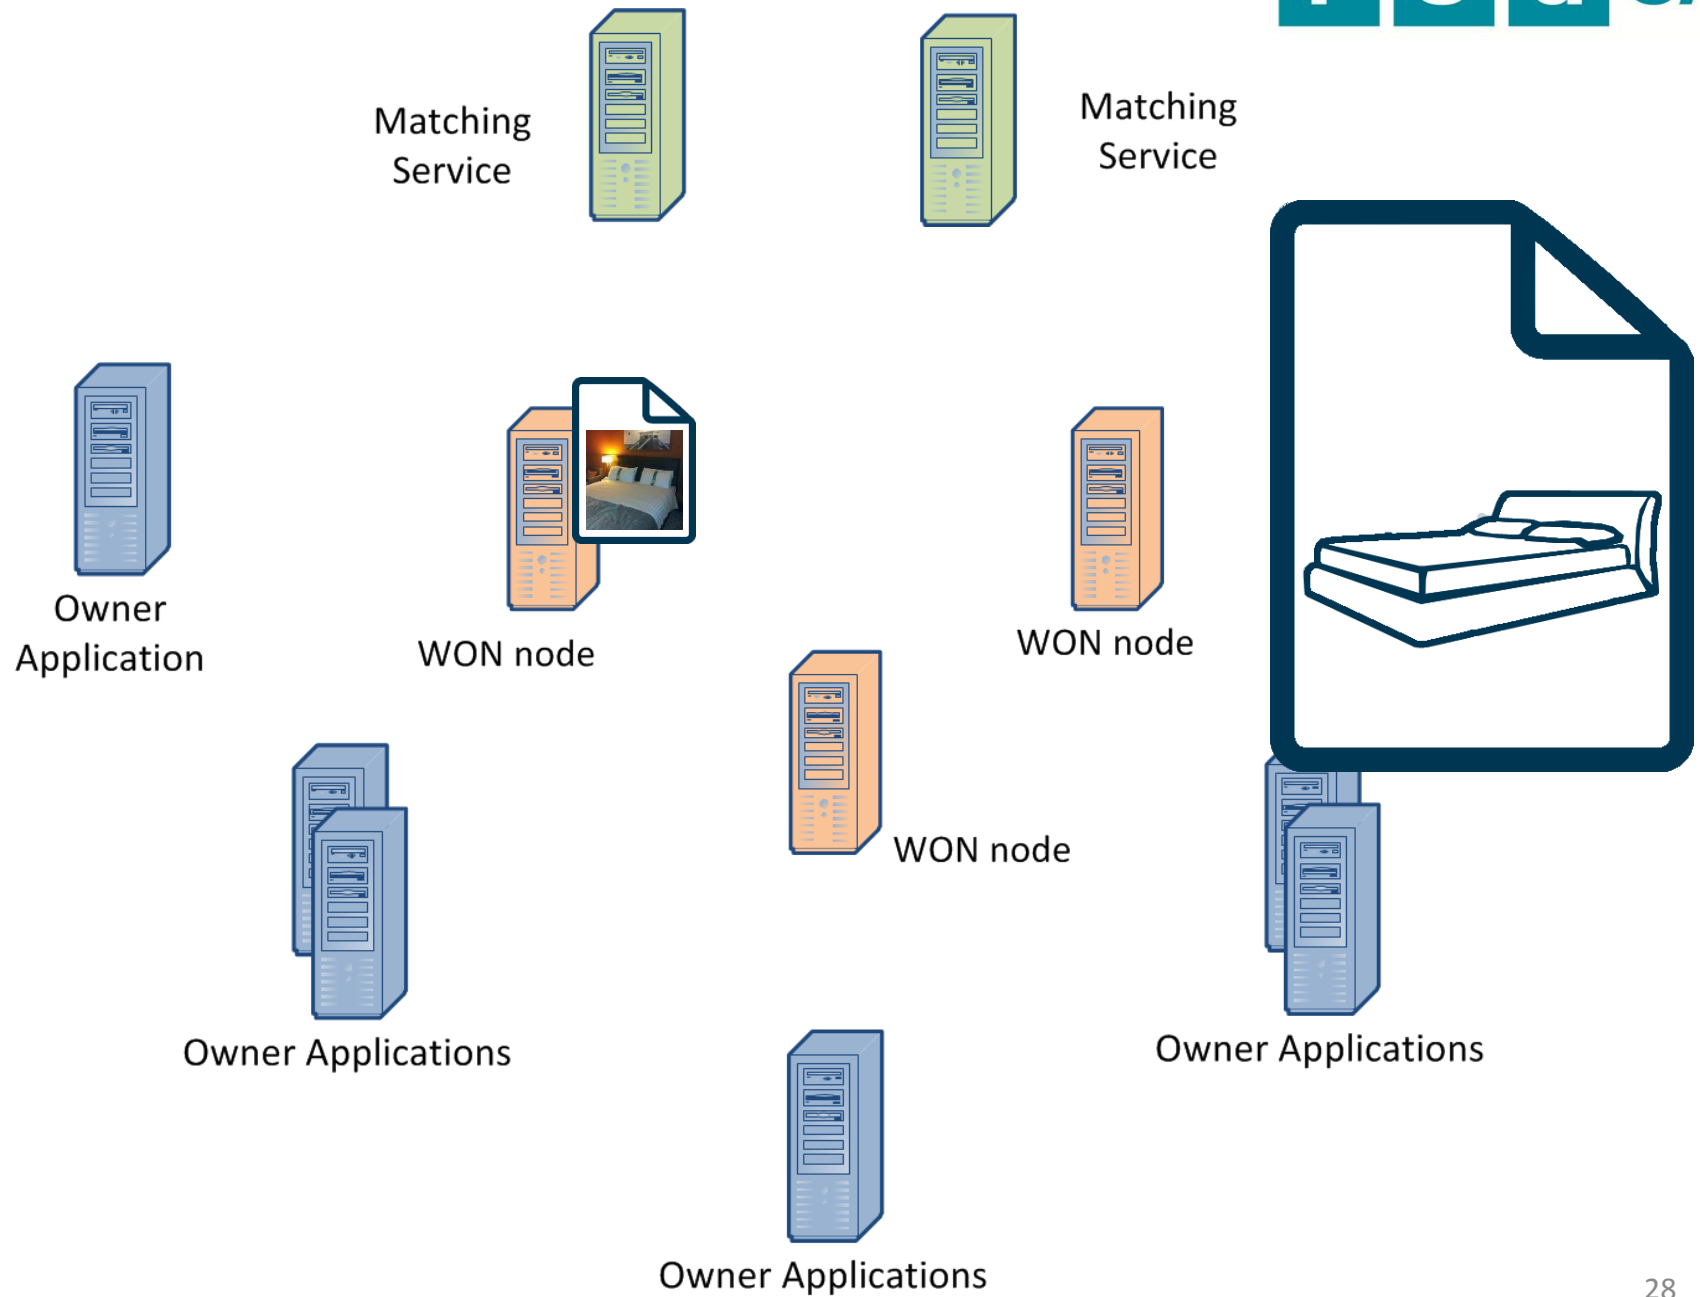 Matching
Service
Matching
Service
Owner
Application
WON node
WON node
WON node
Owner Applications
Owner Applications
Owner Applications
28